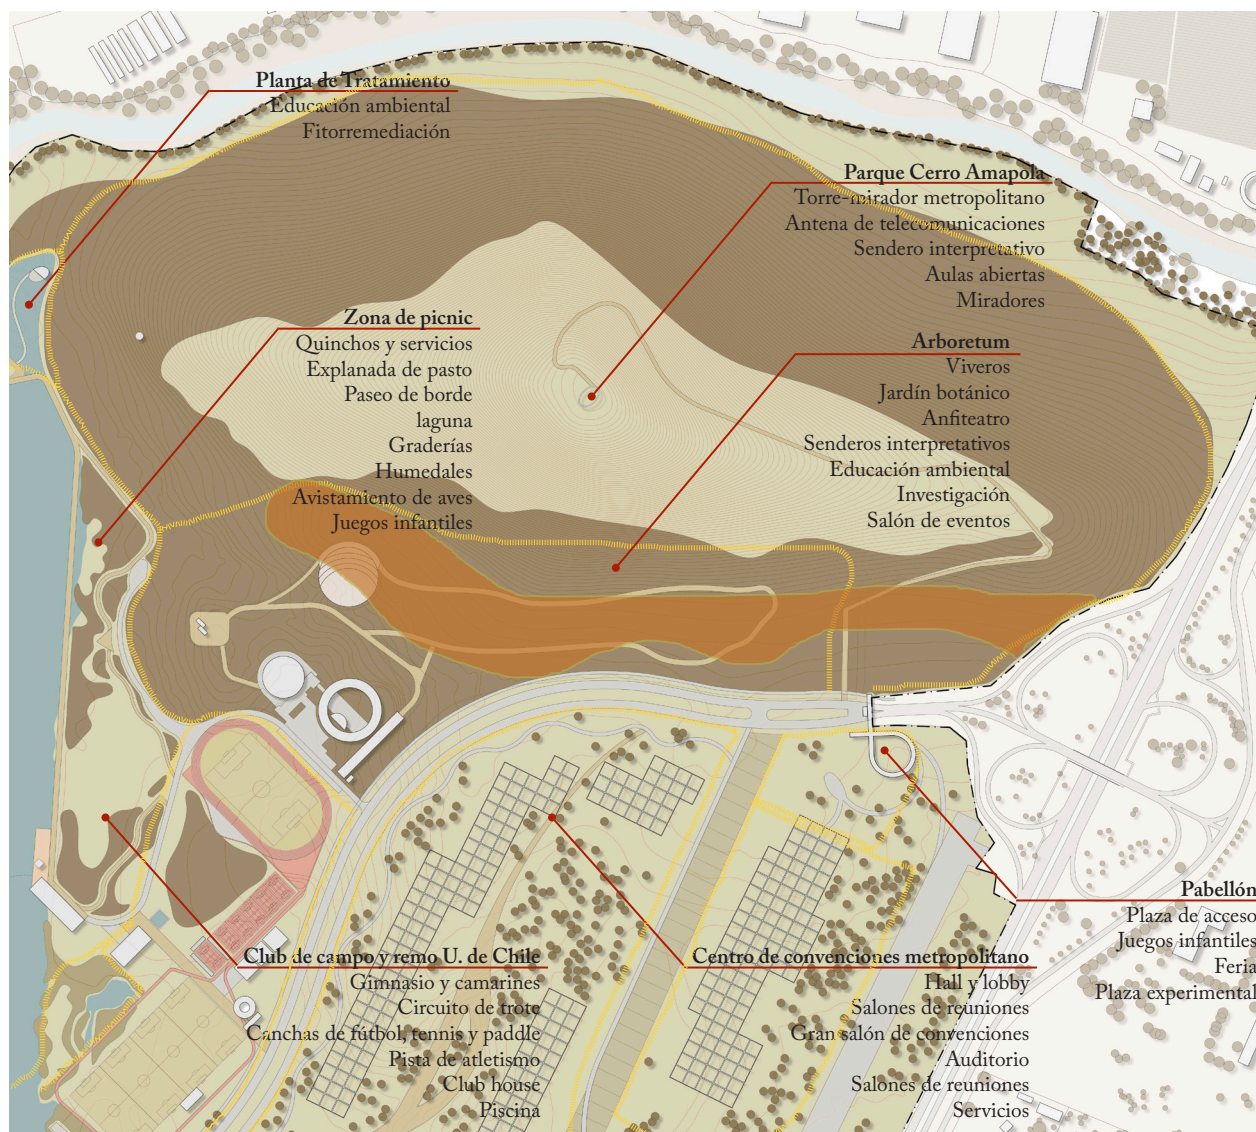 Planta de Tratamiento
Educación ambiental
Fitorremediación
Parque Cerro Amapola
Torre-mirador metropolitano
Antena de telecomunicaciones
Sendero interpretativo
Aulas abiertas
Miradores
Zona de picnic
Quinchos y servicios
Explanada de pasto
Paseo de borde
laguna
Graderías
Humedales
Avistamiento de aves
Juegos infantiles
Arboretum
Viveros
Jardín botánico
Anfiteatro
Senderos interpretativos
Educación ambiental
Investigación
Salón de eventos
Pabellón
Plaza de acceso
Juegos infantiles
Feria
Plaza experimental
Club de campo y remo U. de Chile
Gimnasio y camarines
Circuito de trote
Canchas de fútbol, tennis y paddle
Pista de atletismo
Club house
Piscina
Centro de convenciones metropolitano
Hall y lobby
Salones de reuniones
Gran salón de convenciones
Auditorio
Salones de reuniones
Servicios